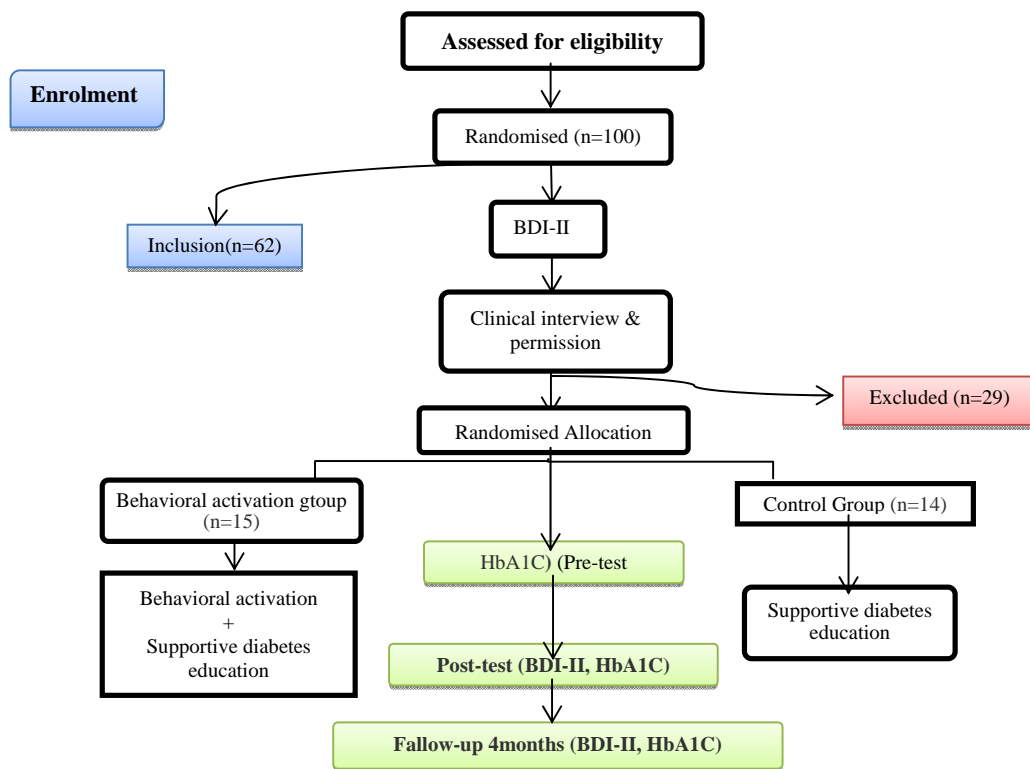 Assessed for eligibility
Enrolment
Randomised (n=100)
BDI-II
Inclusion(n=62)
Clinical interview &
permission
Excluded (n=29)
Randomised Allocation
Behavioral activation gtoup
(n=15)
Control Group (n=14)
HbA1C) (Pre-test
Behavioral activation
+
Supportive diabetes
education
Supportive diabetes
education
Post-test (BDI-II, HbA1C)
Fallow-up 4months (BDI-II, HbA1C)